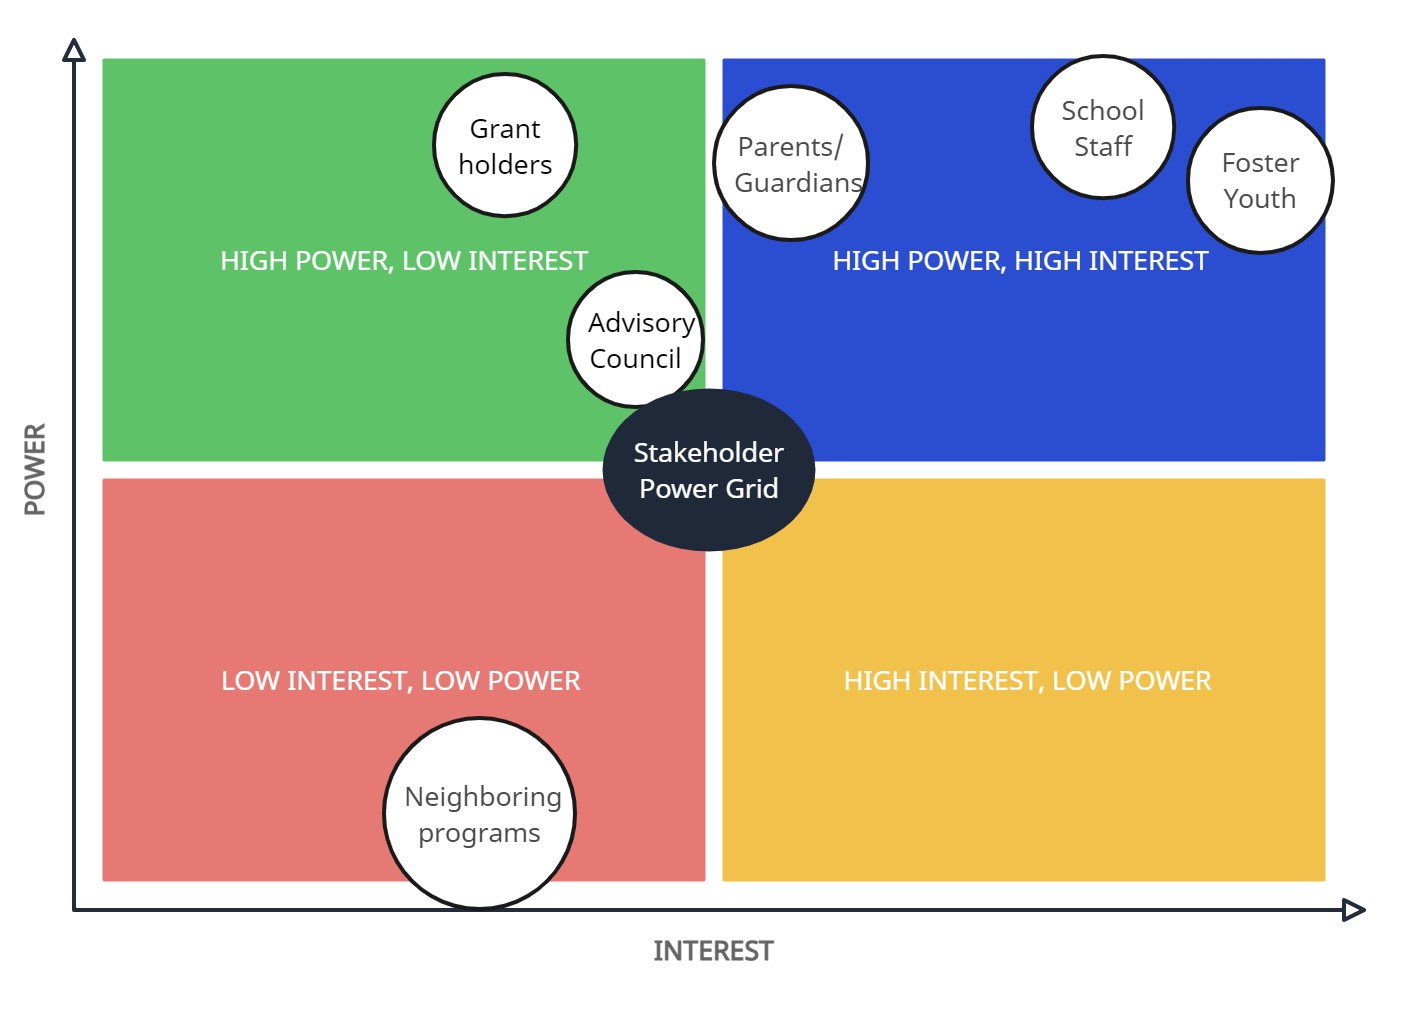 Grant
holders
Parents/
Guardians
School
Staff
Foster
Youth
HIGH POWER, LOW INTEREST
HIGH POWER, HIGH INTEREST
Advisory
Council
Stakeholder
Power Grid
POWER
LOW INTEREST, LOW POWER
HIGH INTEREST, LOW POWER
Neighboring
programs
INTEREST